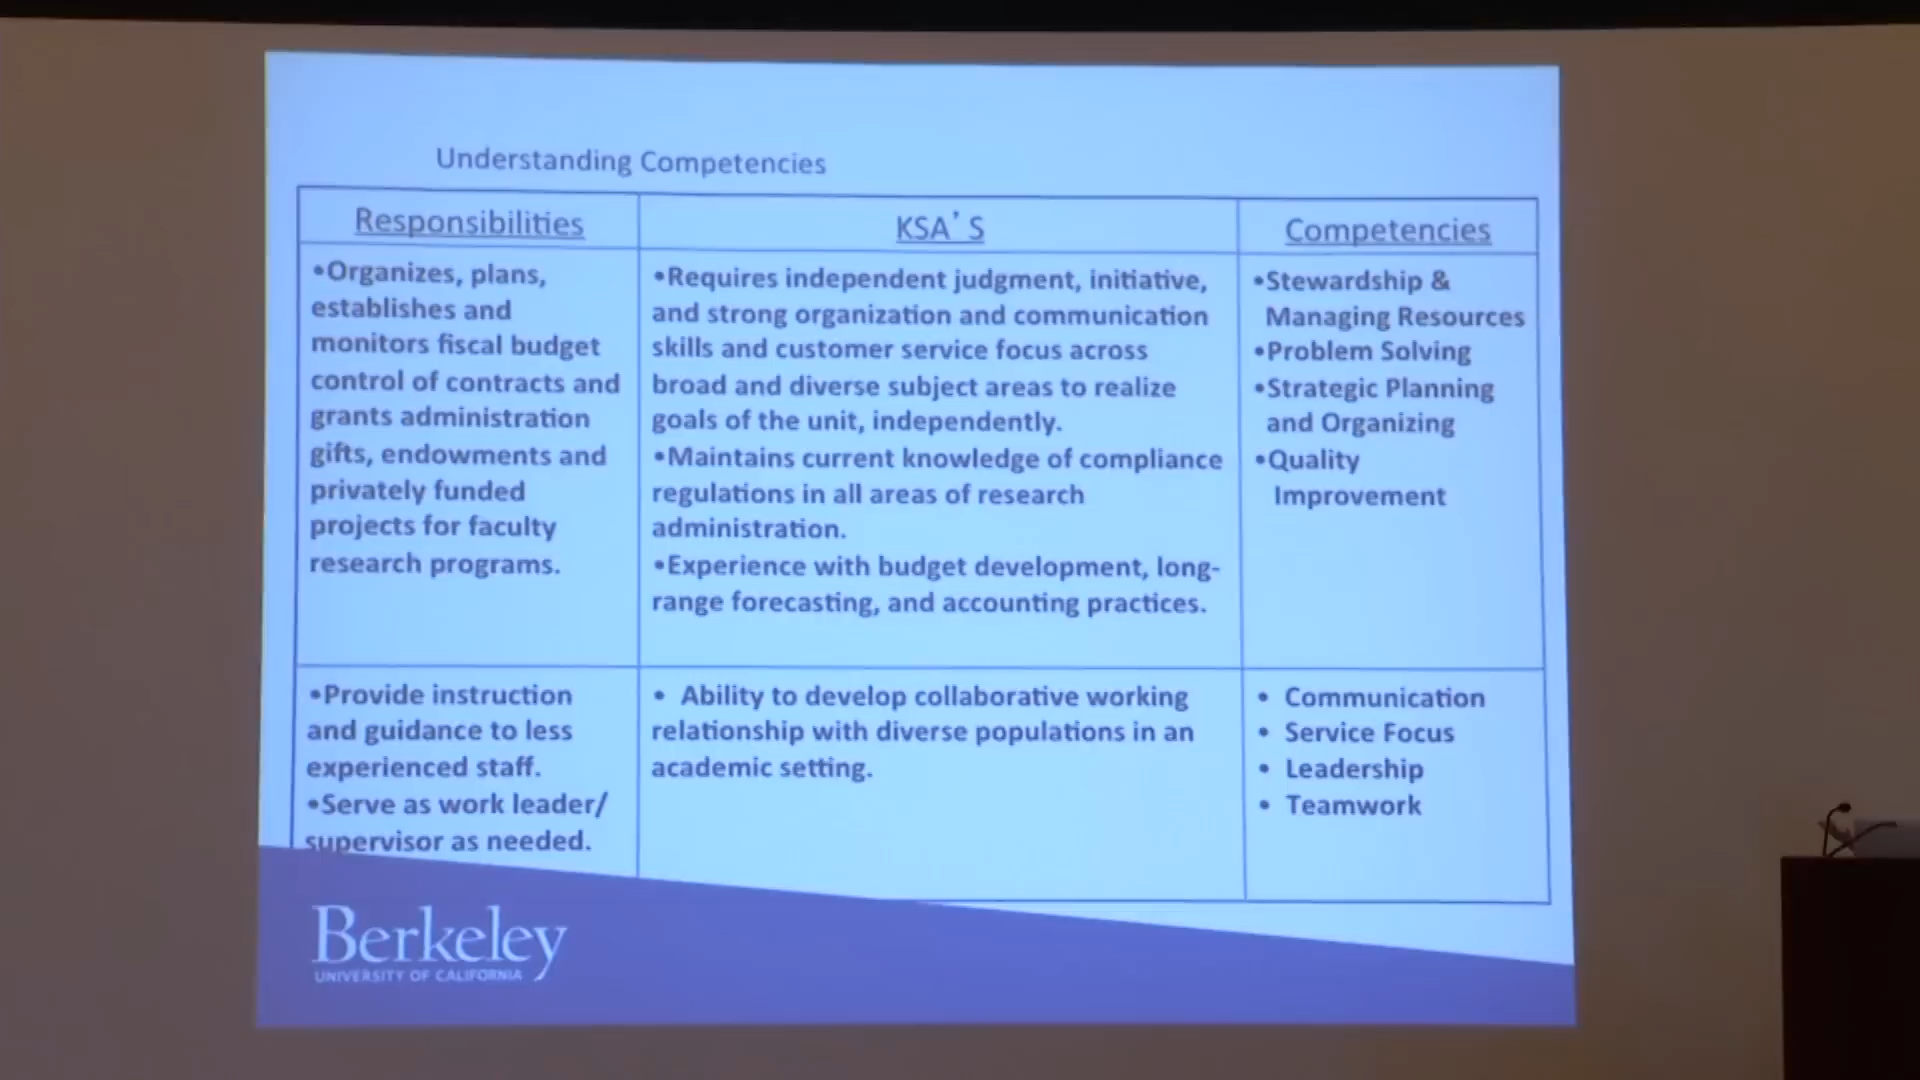 Understanding Competencies
Responsibilities
KSA'S
Competencies
•Organizes, plans,
establishes and
monitors fiscal budget
control of contracts and
grants administration
gifts, endowments and
privately funded
projects for faculty
research programs.
•Requires independent judgment, initiative,
and strong organization and communication
skills and customer service focus across
broad and diverse subject areas to realize
goals of the unit, independently.
•Maintains current knowledge of compliance
regulations in all areas of research
administration.
•Experience with budget development, long-
range forecasting, and accounting practices.
•Stewardship &
Managing Resources
•Problem Solving
•Strategic Planning
and Organizing
•Quality
Improvement
•Provide instruction
and guidance to less
experienced staff.
•Serve as work leader/
supervisor as needed.
• Ability to develop collaborative working
relationship with diverse populations in an
academic setting.
• Communication
• Service Focus
• Leadership
• Teamwork
Berkeley
UNIVERSITY OF CALIFORNIA